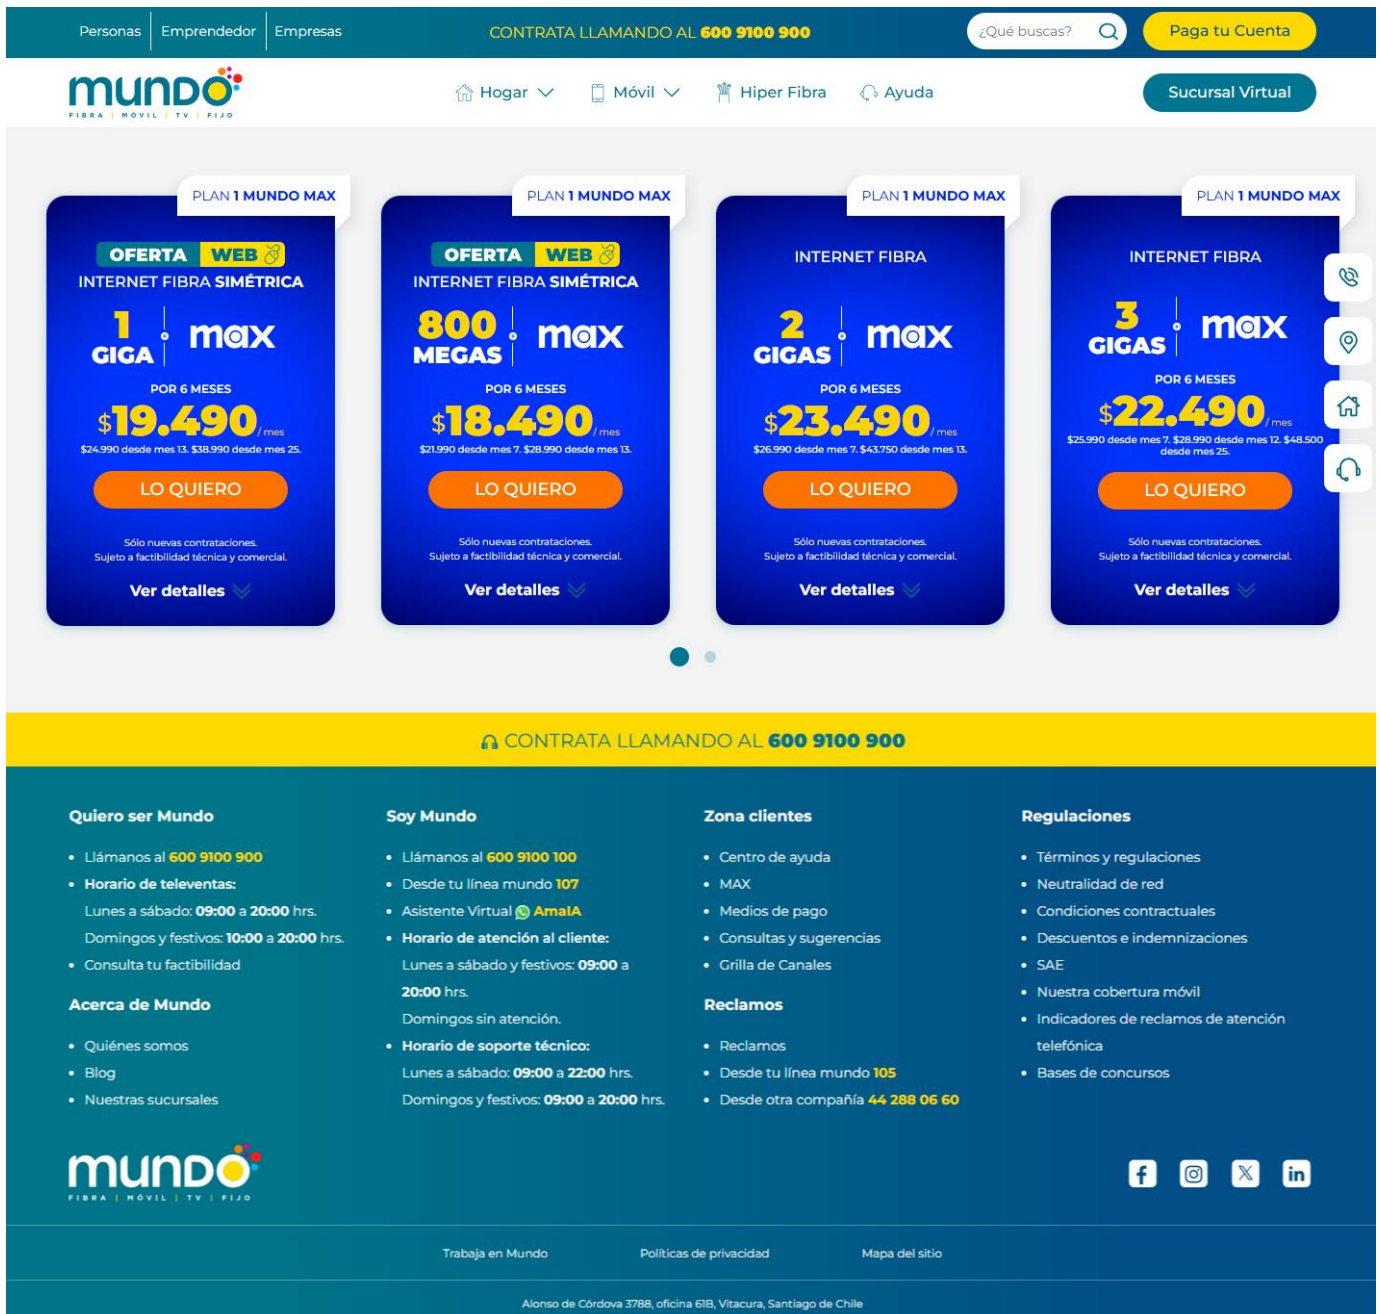 Personas
Emprendedor
Empresas
CONTRATA LLAMANDO AL 600 9100 900
¿Qué buscas?
Paga tu Cuenta
mundo
FIBRA | MÓVIL | TV | FIJO
Hogar
Móvil
Hiper Fibra
Ayuda
Sucursal Virtual
PLAN 1 MUNDO MAX
OFERTA WEB
INTERNET FIBRA SIMÉTRICA
1 GIGA
max
POR 6 MESES
$19.490/mes
$24.990 desde mes 13. $38.990 desde mes 25.
LO QUIERO
Sólo nuevas contrataciones.
Sujeto a factibilidad técnica y comercial.
Ver detalles
PLAN 1 MUNDO MAX
OFERTA WEB
INTERNET FIBRA SIMÉTRICA
800 MEGAS
max
POR 6 MESES
$18.490/mes
$21.990 desde mes 7. $28.990 desde mes 13.
LO QUIERO
Sólo nuevas contrataciones.
Sujeto a factibilidad técnica y comercial.
Ver detalles
PLAN 1 MUNDO MAX
INTERNET FIBRA
2 GIGAS
max
POR 6 MESES
$23.490/mes
$26.990 desde mes 7. $43.750 desde mes 13.
LO QUIERO
Sólo nuevas contrataciones.
Sujeto a factibilidad técnica y comercial.
Ver detalles
PLAN 1 MUNDO MAX
INTERNET FIBRA
3 GIGAS
max
POR 6 MESES
$22.490/mes
$25.990 desde mes 7. $28.990 desde mes 12. $48.500
desde mes 25.
LO QUIERO
Sólo nuevas contrataciones.
Sujeto a factibilidad técnica y comercial.
Ver detalles
CONTRATA LLAMANDO AL 600 9100 900
Quiero ser Mundo
• Llámanos al 600 9100 900
• Horario de televentas:
Lunes a sábado: 09:00 a 20:00 hrs.
Domingos y festivos: 10:00 a 20:00 hrs.
• Consulta tu factibilidad
Acerca de Mundo
• Quiénes somos
• Blog
• Nuestras sucursales
Soy Mundo
• Llámanos al 600 9100 100
• Desde tu línea mundo 107
• Asistente Virtual AmaIA
• Horario de atención al cliente:
Lunes a sábado y festivos: 09:00 a
20:00 hrs.
Domingos sin atención.
• Horario de soporte técnico:
Lunes a sábado: 09:00 a 22:00 hrs.
Domingos y festivos: 09:00 a 20:00 hrs.
Zona clientes
• Centro de ayuda
• MAX
• Medios de pago
• Consultas y sugerencias
• Grilla de Canales
Reclamos
• Reclamos
• Desde tu línea mundo 105
• Desde otra compañía 44 288 06 60
Regulaciones
• Términos y regulaciones
• Neutralidad de red
• Condiciones contractuales
• Descuentos e indemnizaciones
• SAE
• Nuestra cobertura móvil
• Indicadores de reclamos de atención
telefónica
• Bases de concursos
mundo
FIBRA | MÓVIL | TV | FIJO
Trabaja en Mundo
Políticas de privacidad
Mapa del sitio
Alonso de Córdova 3788, oficina 61B, Vitacura, Santiago de Chile